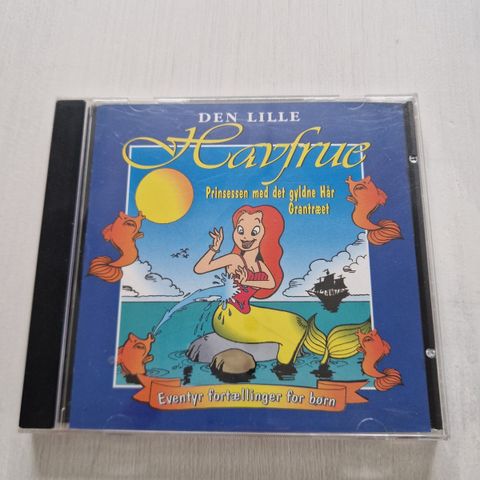 DEN LILLE
Havfrue
Prinsessen med det gyldne Hår
Grantræet
Eventyr fortællinger for børn